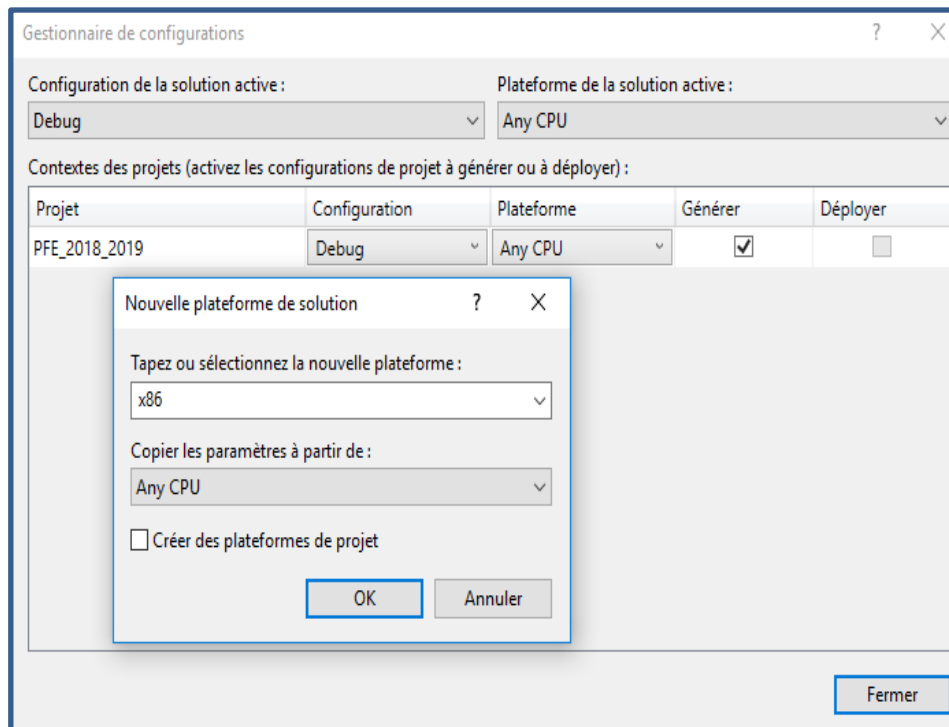 Gestionnaire de configurations
Configuration de la solution active :
Plateforme de la solution active :
Debug
Any CPU
Contextes des projets (activez les configurations de projet à générer ou à déployer) :
Projet Configuration Plateforme Générer Déployer
PFE_2018_2019 Debug Any CPU
Nouvelle plateforme de solution
Tapez ou sélectionnez la nouvelle plateforme :
x86
Copier les paramètres à partir de :
Any CPU
Créer des plateformes de projet
OK Annuler
Fermer